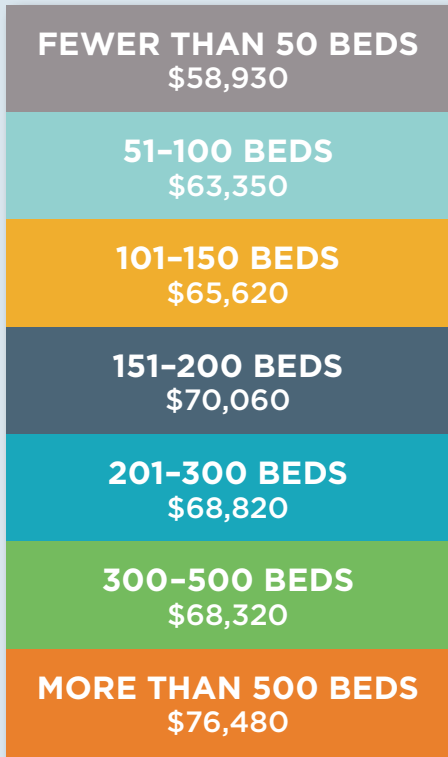 FEWER THAN 50 BEDS
$58,930
51–100 BEDS
$63,350
101–150 BEDS
$65,620
151–200 BEDS
$70,060
201–300 BEDS
$68,820
300–500 BEDS
$68,320
MORE THAN 500 BEDS
$76,480